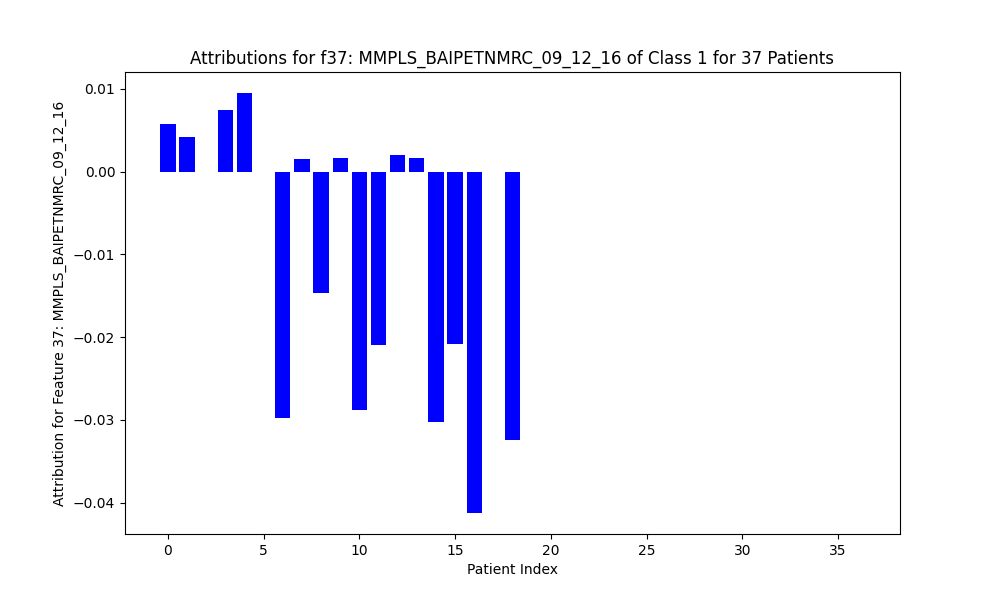 Attributions for f37: MMPLS_BAIPETNMRC_09_12_16 of Class 1 for 37 Patients
Attribution for Feature 37: MMPLS_BAIPETNMRC_09_12_16
0.01
0.00
−0.01
−0.02
−0.03
−0.04
0 5 10 15 20 25 30 35
Patient Index